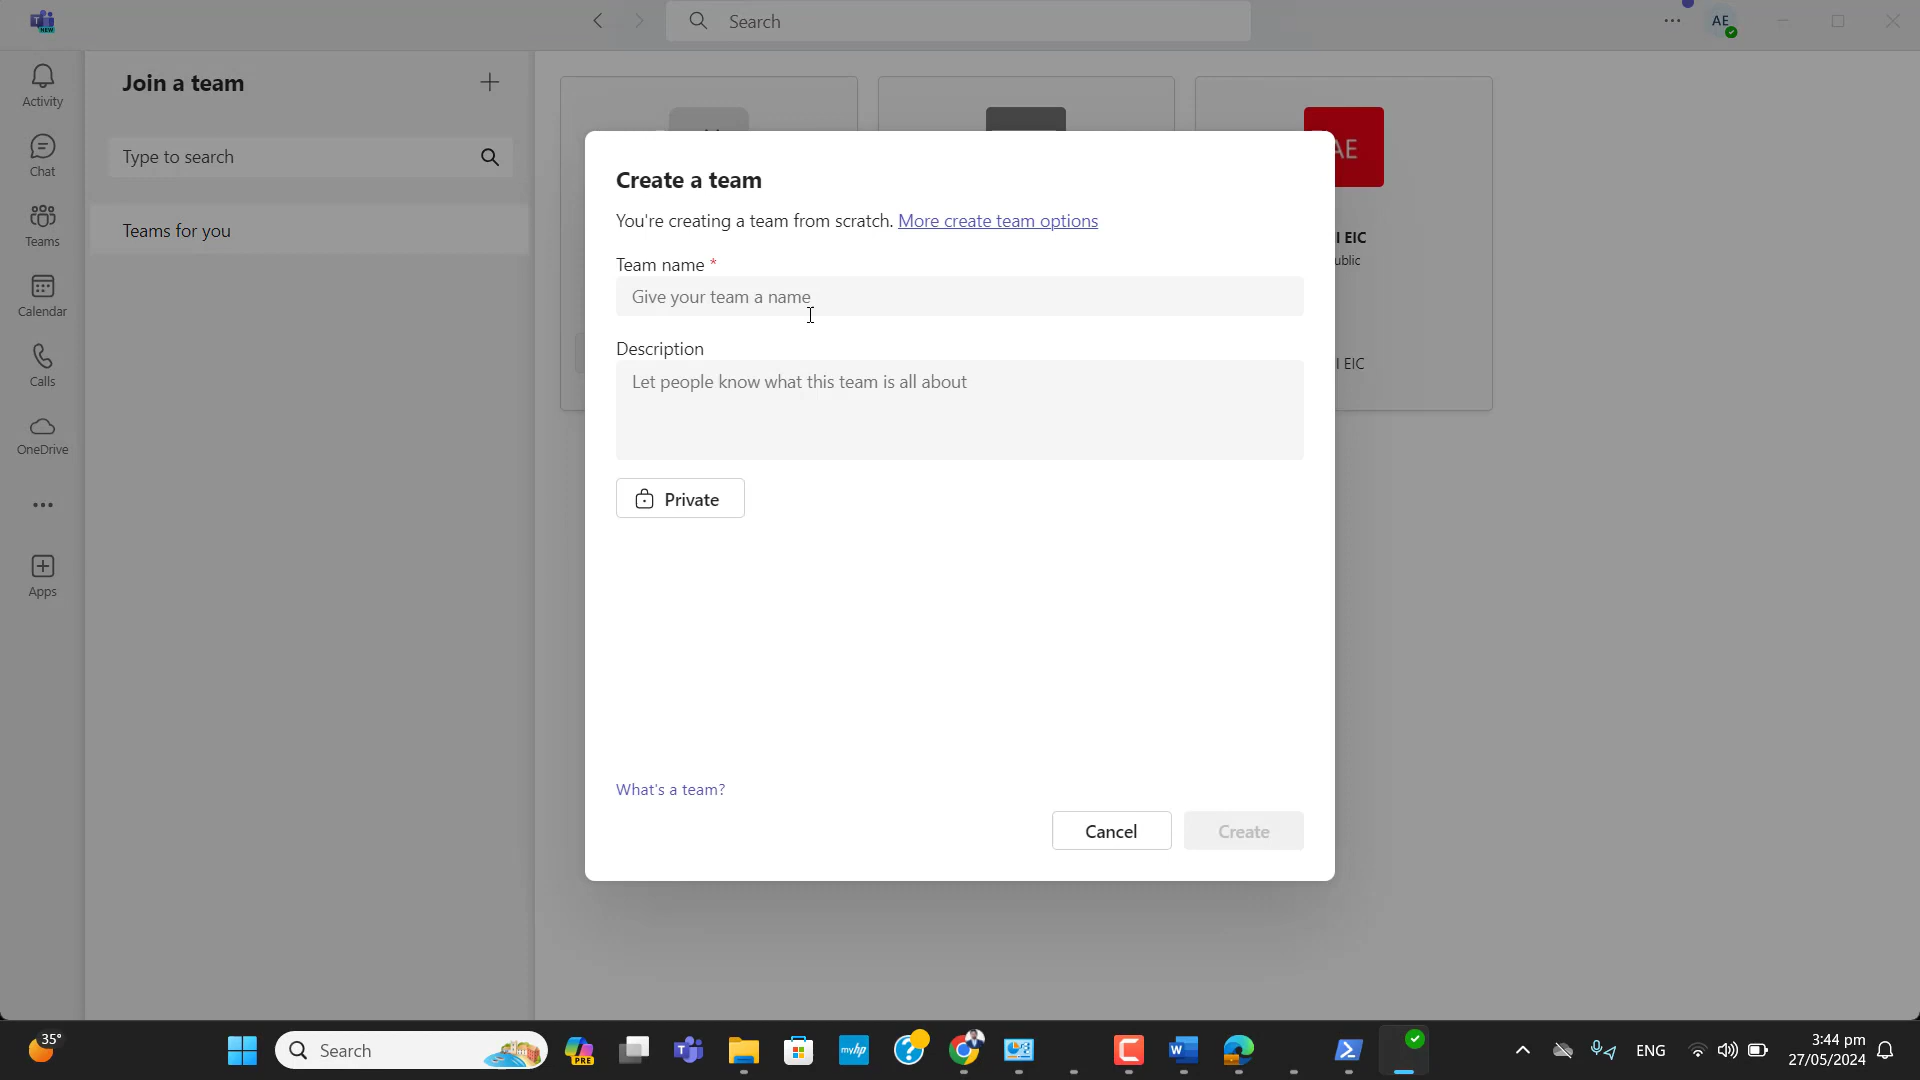 NEW
Search
AE
Join a team
Activity
Type to search
Chat
Teams for you
Teams
Calendar
Calls
OneDrive
Apps
AE
I EIC
ublic
I EIC
Create a team
You're creating a team from scratch. More create team options
Team name *
Give your team a name
Description
Let people know what this team is all about
Private
What's a team?
Cancel
Create
35°
Search
PRE
myhp
W
ENG
3:44 pm
27/05/2024